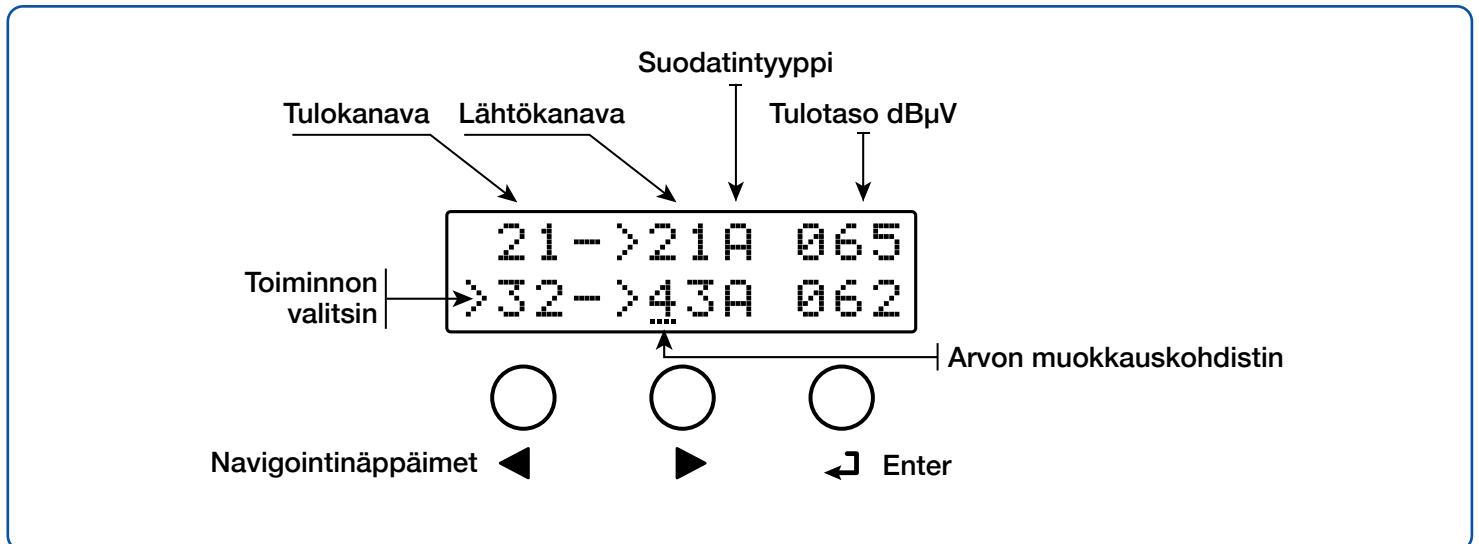 Suodatintyyppi
Tulokanava
Lähtökanava
Tulotaso dBµV
21->21A 065
Toiminnon
valitsin
>32->43A 062
Arvon muokkauskohdistin
Navigointinäppäimet
Enter